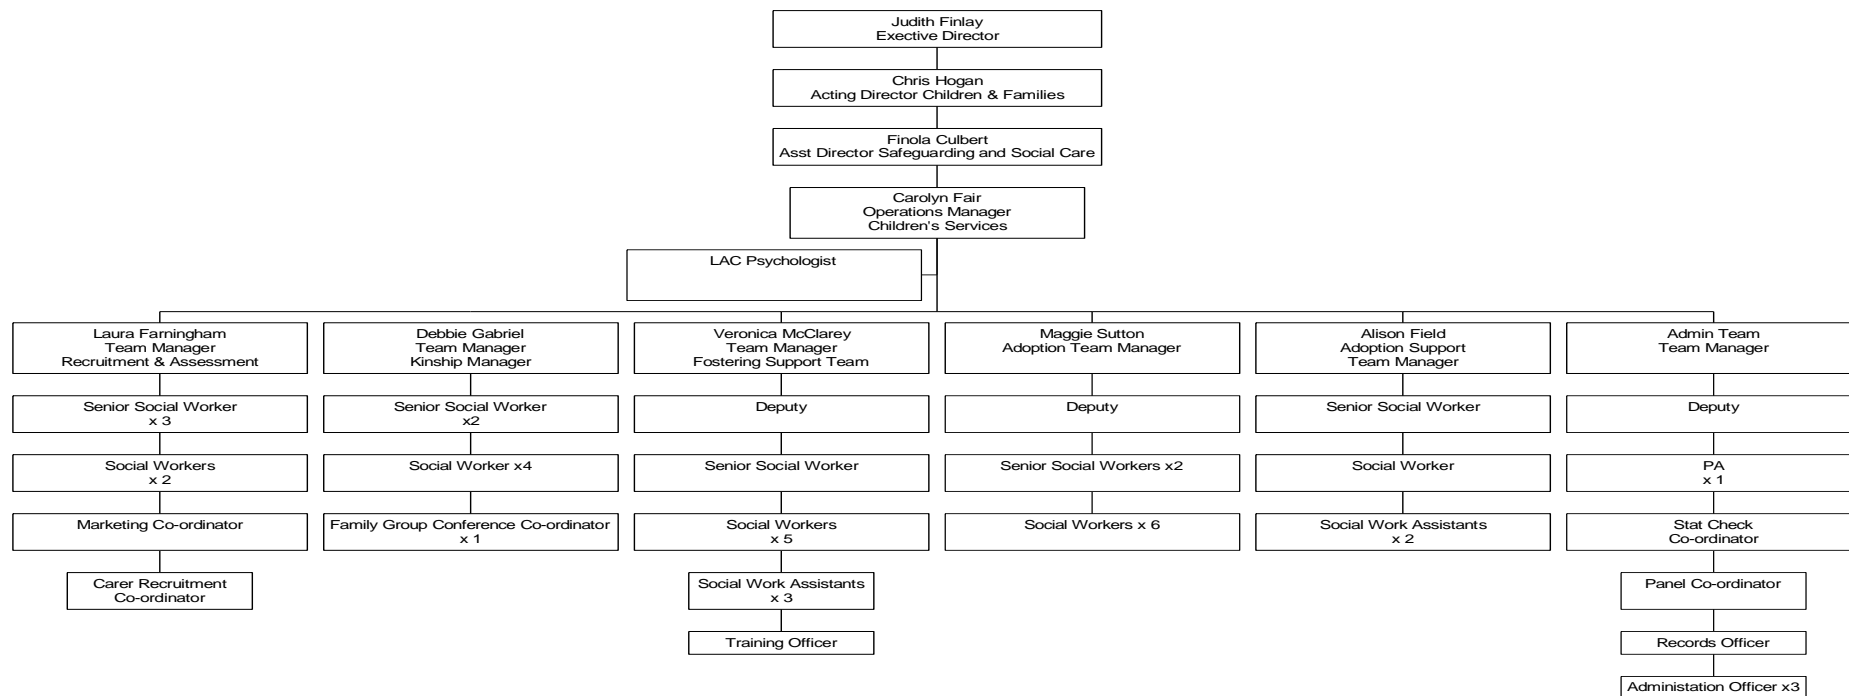 Judith Finlay
Exective Director
Chris Hogan
Acting Director Children & Families
Finola Culbert
Asst Director Safeguarding and Social Care
Carolyn Fair
Operations Manager
Children's Services
LAC Psychologist
Laura Farningham
Team Manager
Recruitment & Assessment
Senior Social Worker
x 3
Social Workers
x 2
Marketing Co-ordinator
Carer Recruitment
Co-ordinator
Debbie Gabriel
Team Manager
Kinship Manager
Senior Social Worker
x2
Social Worker x4
Family Group Conference Co-ordinator
x 1
Veronica McClarey
Team Manager
Fostering Support Team
Deputy
Senior Social Worker
Social Workers
x 5
Social Work Assistants
x 3
Training Officer
Maggie Sutton
Adoption Team Manager
Deputy
Senior Social Workers x2
Social Workers x 6
Alison Field
Adoption Support
Team Manager
Senior Social Worker
Social Worker
Social Work Assistants
x 2
Admin Team
Team Manager
Deputy
PA
x 1
Stat Check
Co-ordinator
Panel Co-ordinator
Records Officer
Administation Officer x3